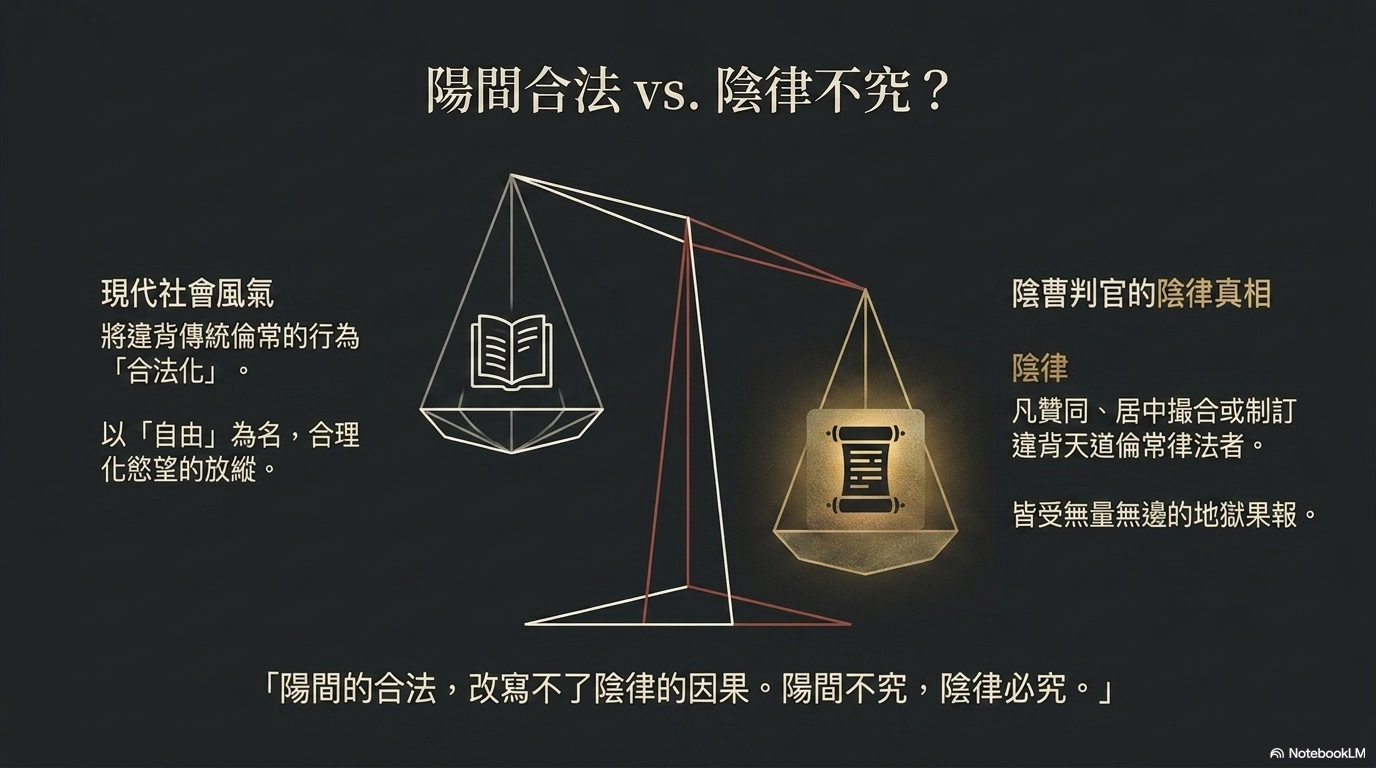 陽間合法 vs. 陰律不究？
現代社會風氣
將違背傳統倫常的行為
「合法化」。
以「自由」為名，合理
化慾望的放縱。
陰曹判官的陰律真相
陰律
凡贊同、居中撮合或制訂
違背天道倫常律法者。
皆受無量無邊的地獄果報。
「陽間的合法，改寫不了陰律的因果。陽間不究，陰律必究。」
NotebookLM